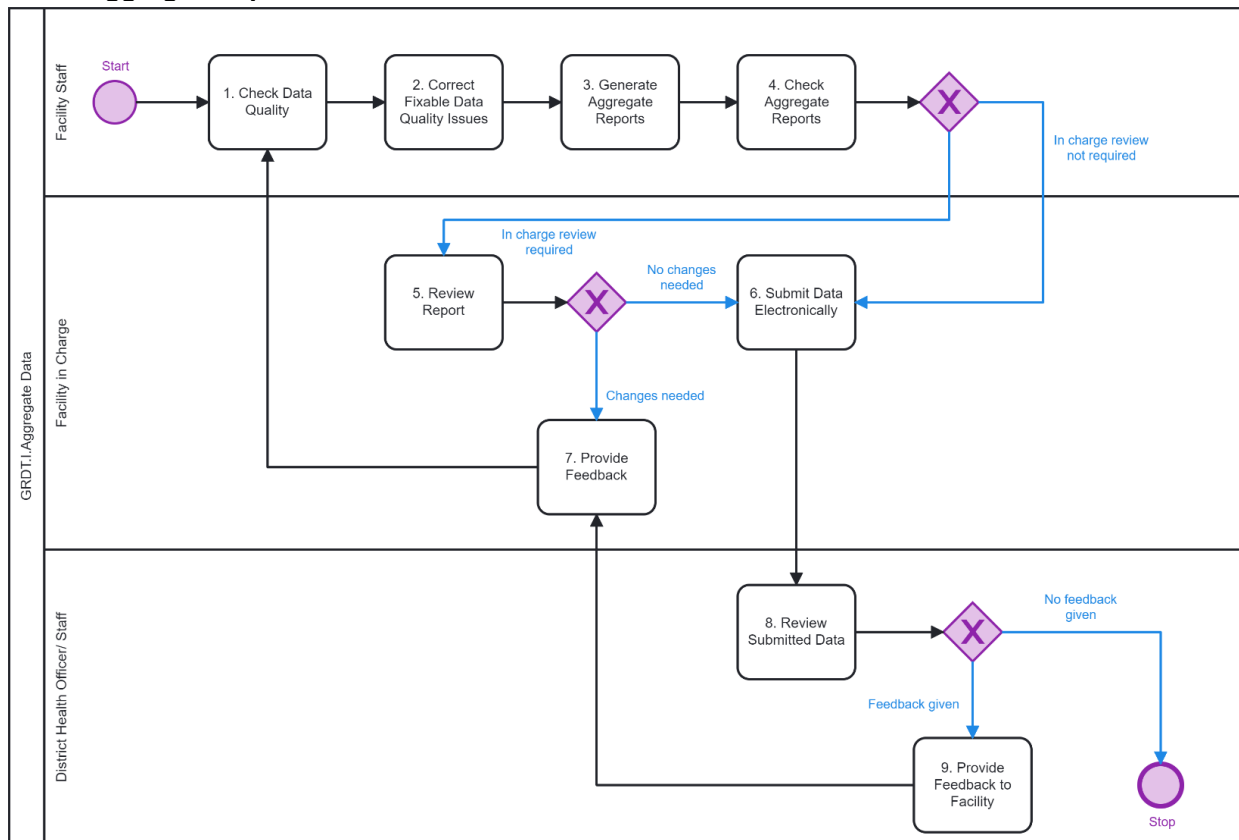 GRDT.I.Aggregate Data
Facility Staff
Start
1. Check Data
Quality
2. Correct
Fixable Data
Quality Issues
3. Generate
Aggregate
Reports
4. Check
Aggregate
Reports
X
In charge review
not required
Facility in Charge
In charge review
required
5. Review
Report
X
No changes
needed
6. Submit Data
Electronically
Changes needed
7. Provide
Feedback
District Health Officer/ Staff
8. Review
Submitted Data
X
No feedback
given
Feedback given
9. Provide
Feedback to
Facility
Stop